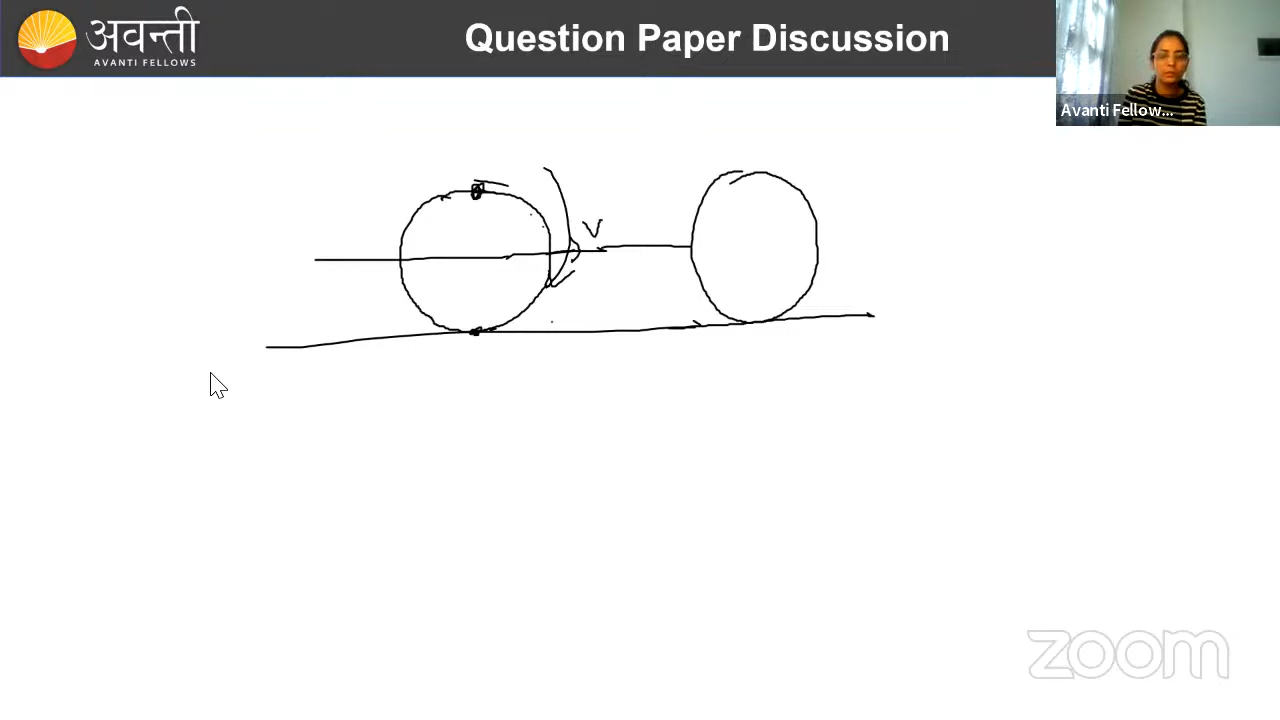 अवन्ती
AVANTI FELLOWS
Question Paper Discussion
Avanti Fellow...
V
zoom